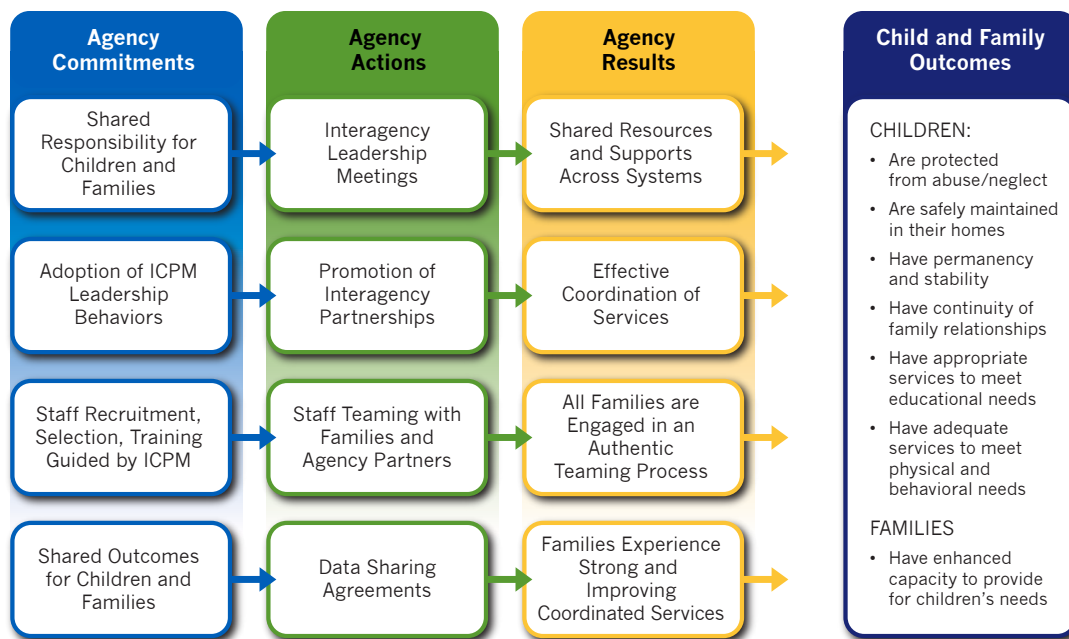 Agency
Commitments
Shared
Responsibility for
Children and
Families
Adoption of ICPM
Leadership
Behaviors
Staff Recruitment,
Selection, Training
Guided by ICPM
Shared Outcomes
for Children and
Families
Agency
Actions
Interagency
Leadership
Meetings
Promotion of
Interagency
Partnerships
Staff Teaming with
Families and
Agency Partners
Data Sharing
Agreements
Agency
Results
Shared Resources
and Supports
Across Systems
Effective
Coordination of
Services
All Families are
Engaged in an
Authentic
Teaming Process
Families Experience
Strong and
Improving
Coordinated Services
Child and Family
Outcomes
CHILDREN:
• Are protected
from abuse/neglect
• Are safely maintained
in their homes
• Have permanency
and stability
• Have continuity of
family relationships
• Have appropriate
services to meet
educational needs
• Have adequate
services to meet
physical and
behavioral needs
FAMILIES
• Have enhanced
capacity to provide
for children’s needs